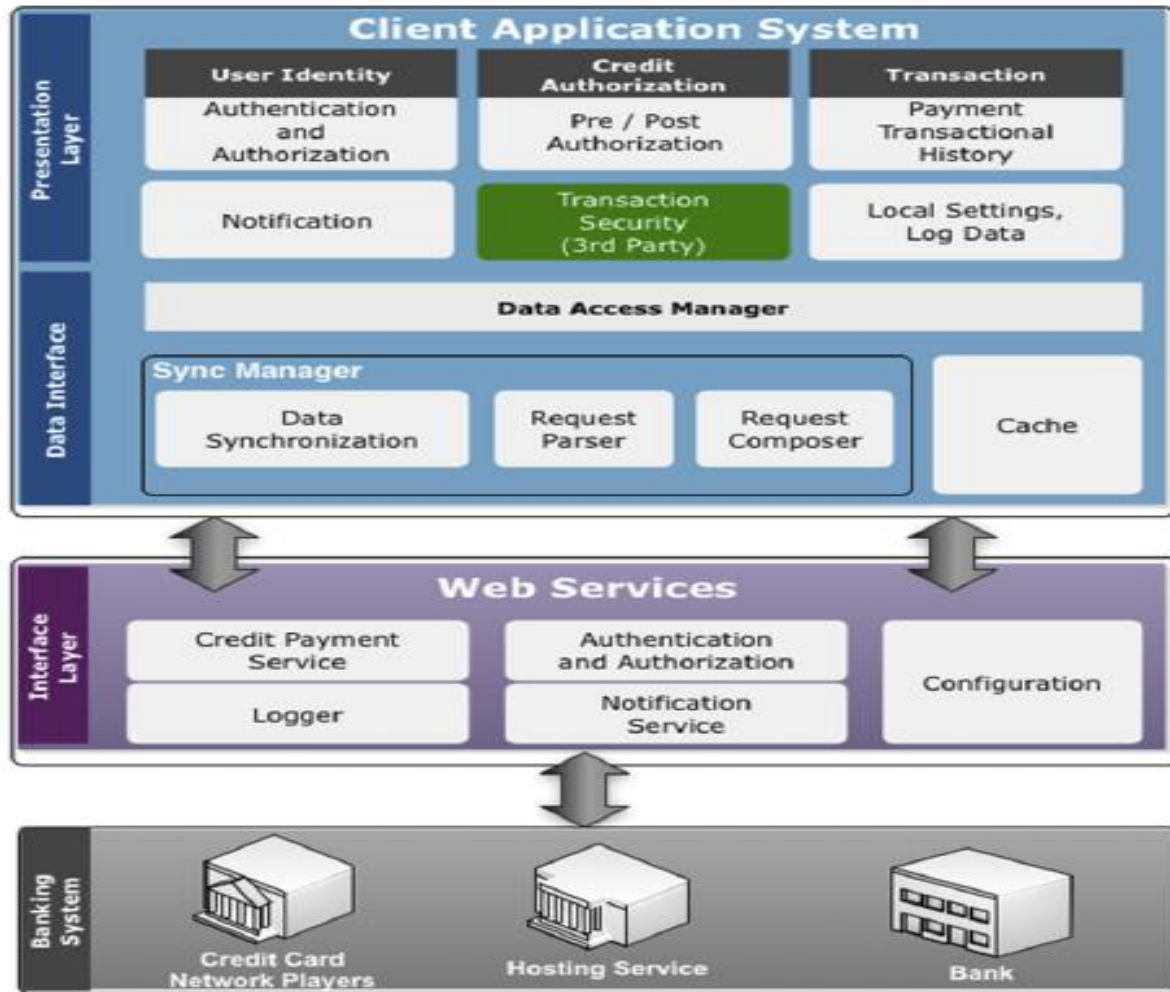 Client Application System
Presentation
Layer
User Identity
Authentication
and
Authorization
Credit
Authorization
Pre / Post
Authorization
Transaction
Payment
Transactional
History
Notification
Transaction
Security
(3rd Party)
Local Settings,
Log Data
Data Interface
Data Access Manager
Sync Manager
Data
Synchronization
Request
Parser
Request
Composer
Cache
Interface
Layer
Web Services
Credit Payment
Service
Authentication
and Authorization
Configuration
Logger
Notification
Service
Banking
System
Credit Card
Network Players
Hosting Service
Bank